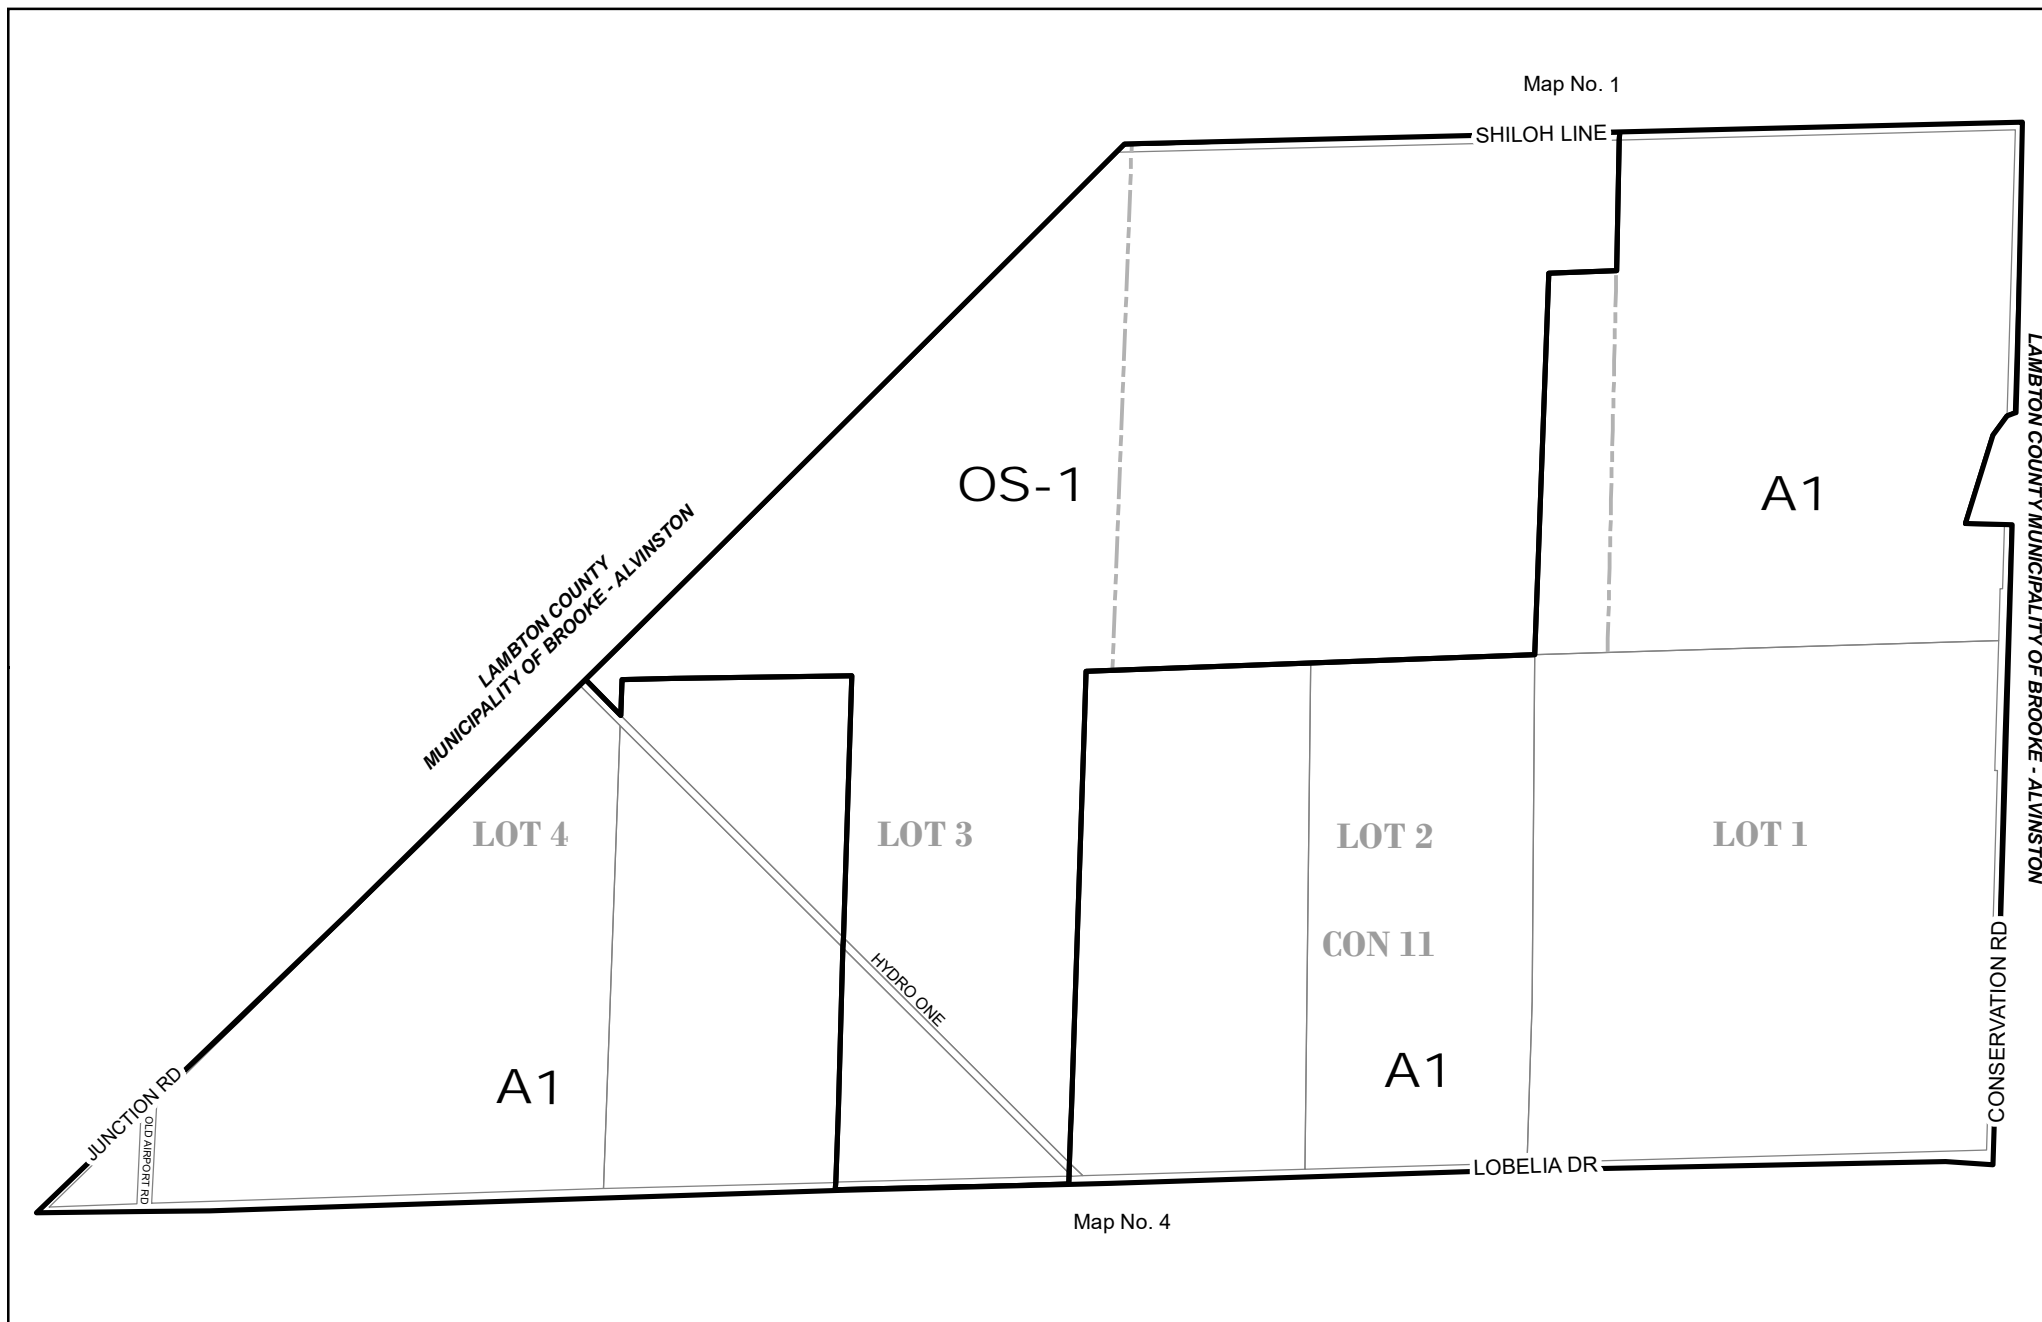 Map No. 1
SHILOH LINE
OS-1
A1
LAMBTON COUNTY
MUNICIPALITY OF BROOKE - ALVINSTON
LAMBTON COUNTY MUNICIPALITY OF BROOKE - ALVINSTON
LOT 4
LOT 3
LOT 2
LOT 1
CON 11
HYDRO ONE
CONSERVATION RD
A1
A1
JUNCTION RD
OLD AIRPORT RD
LOBELIA DR
Map No. 4